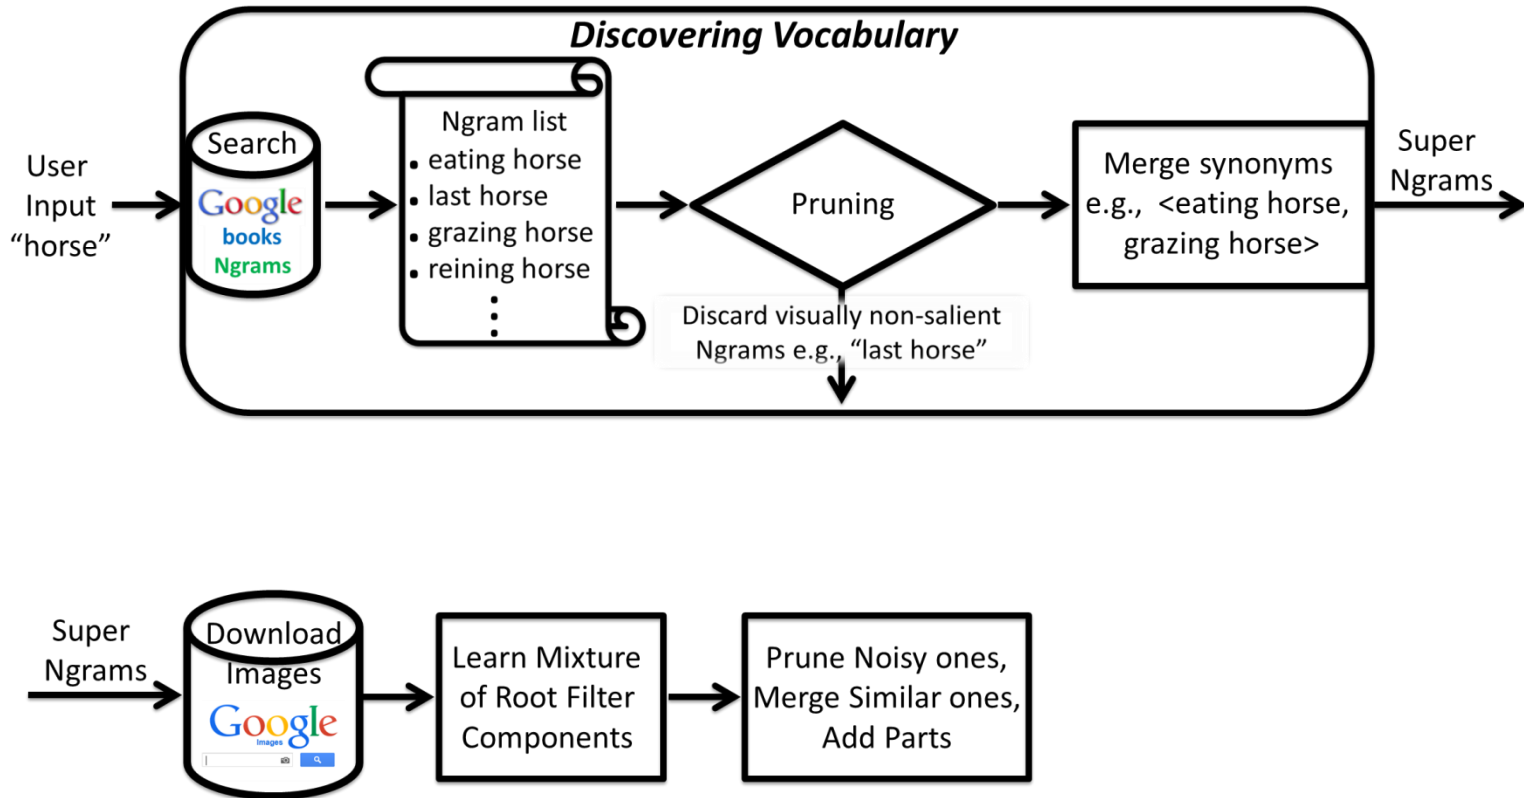 Discovering Vocabulary
User
Input
“horse”
Search
Google
books
Ngrams
Ngram list
▪ eating horse
▪ last horse
▪ grazing horse
▪ reining horse
⋮
Pruning
Discard visually non-salient
Ngrams e.g., “last horse”
Merge synonyms
e.g., <eating horse,
grazing horse>
Super
Ngrams
Super
Ngrams
Download
Images
Google
Images
Learn Mixture
of Root Filter
Components
Prune Noisy ones,
Merge Similar ones,
Add Parts